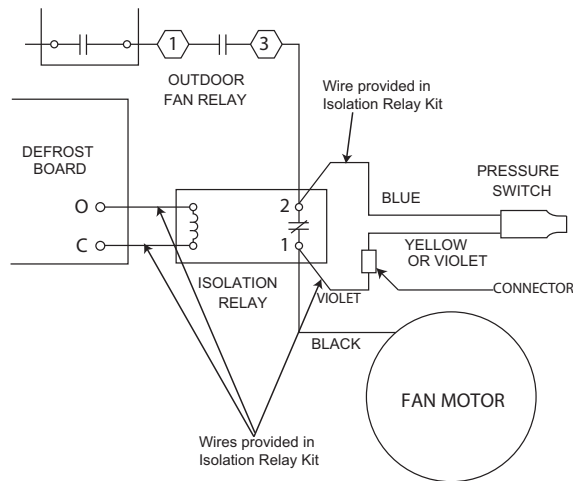 1
3
OUTDOOR
FAN RELAY
Wire provided in
Isolation Relay Kit
DEFROST
BOARD
PRESSURE
SWITCH
O
2
BLUE
C
1
YELLOW
OR VIOLET
ISOLATION
RELAY
VIOLET
CONNECTOR
BLACK
FAN MOTOR
Wires provided in
Isolation Relay Kit